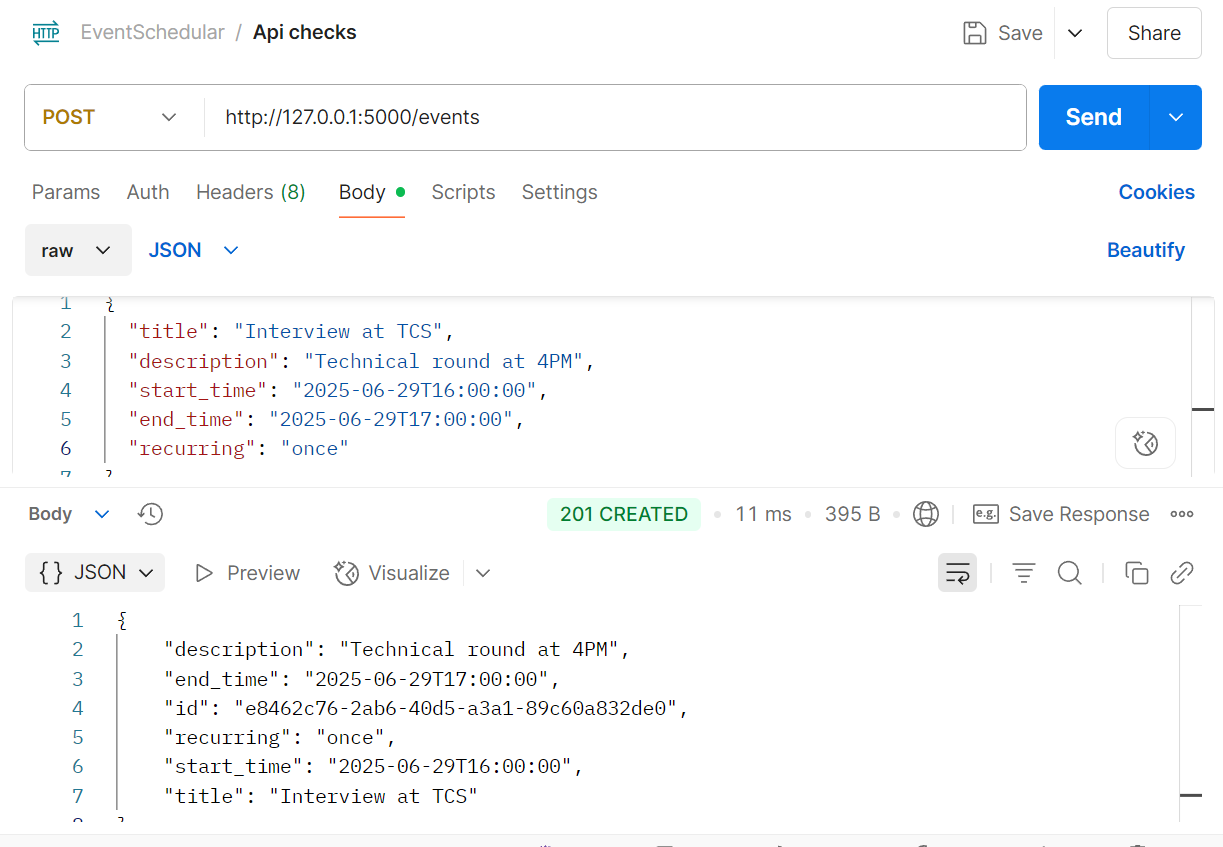 HTTP EventSchedular / Api checks Save Share
POST http://127.0.0.1:5000/events Send
Params Auth Headers (8) Body Scripts Settings Cookies
raw JSON Beautify
1 {
2 "title": "Interview at TCS",
3 "description": "Technical round at 4PM",
4 "start_time": "2025-06-29T16:00:00",
5 "end_time": "2025-06-29T17:00:00",
6 "recurring": "once"
7 }
Body 201 CREATED • 11 ms • 395 B • e.g. Save Response
{} JSON Preview Visualize
1 {
2 "description": "Technical round at 4PM",
3 "end_time": "2025-06-29T17:00:00",
4 "id": "e8462c76-2ab6-40d5-a3a1-89c60a832de0",
5 "recurring": "once",
6 "start_time": "2025-06-29T16:00:00",
7 "title": "Interview at TCS"
8 }